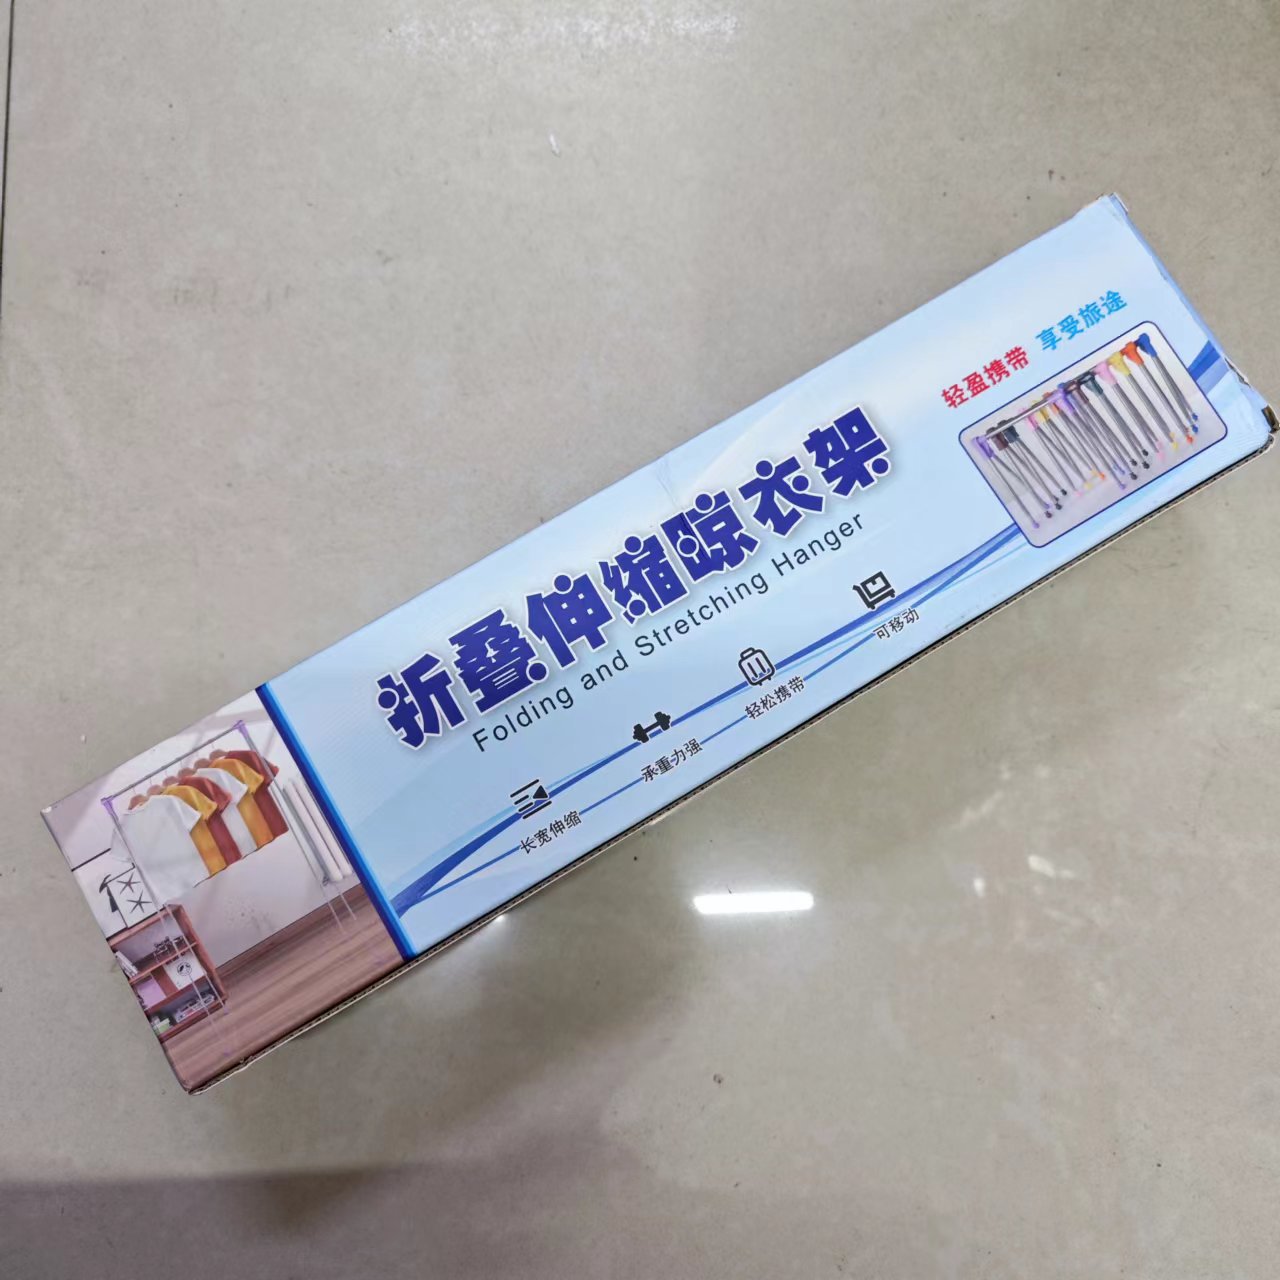 轻盈携带 享受旅途
折叠伸缩晾衣架
Folding and Stretching Hanger
长宽伸缩
承重力强
轻松携带
可移动